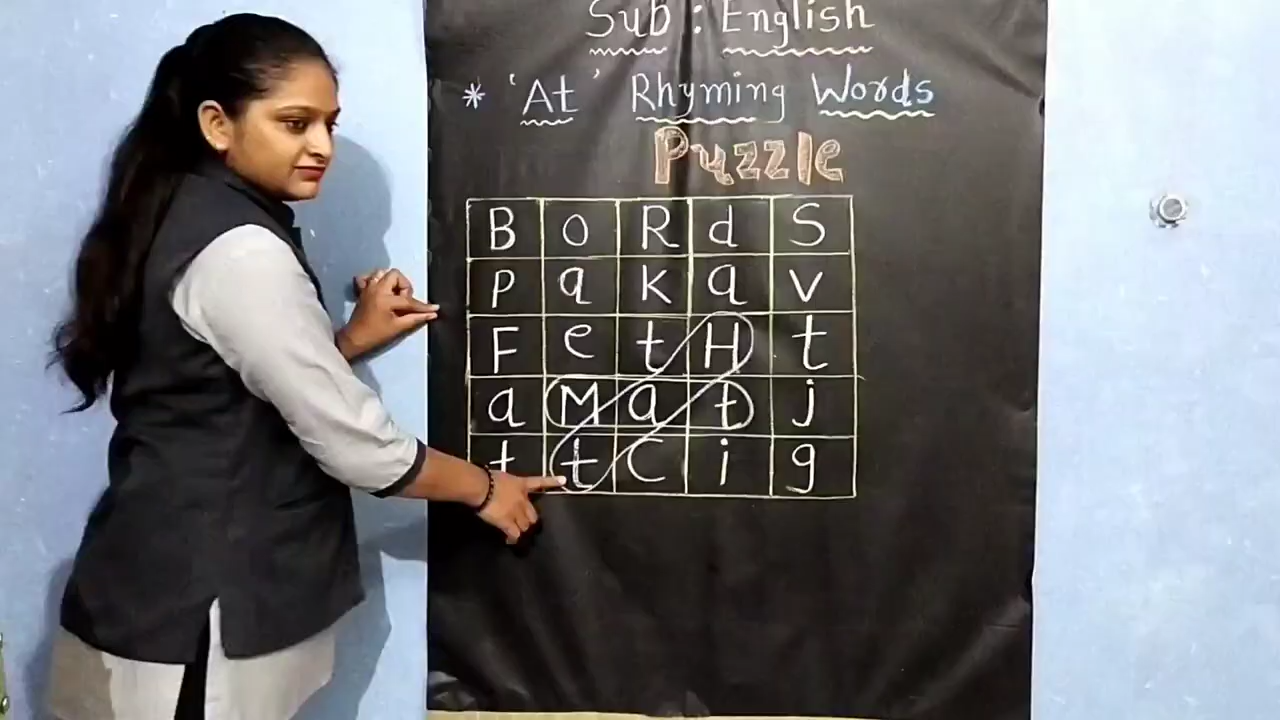 Sub : English
* 'At' Rhyming Words
Puzzle
B o R d S
p a k a v
F e t H t
a M a t j
t t C i g